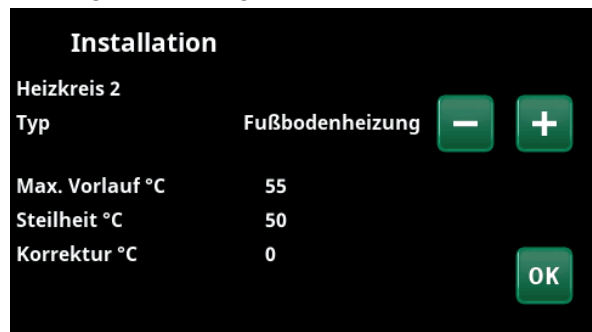 Installation
Heizkreis 2
Typ Fußbodenheizung − +
Max. Vorlauf °C 55
Steilheit °C 50
Korrektur °C 0
OK